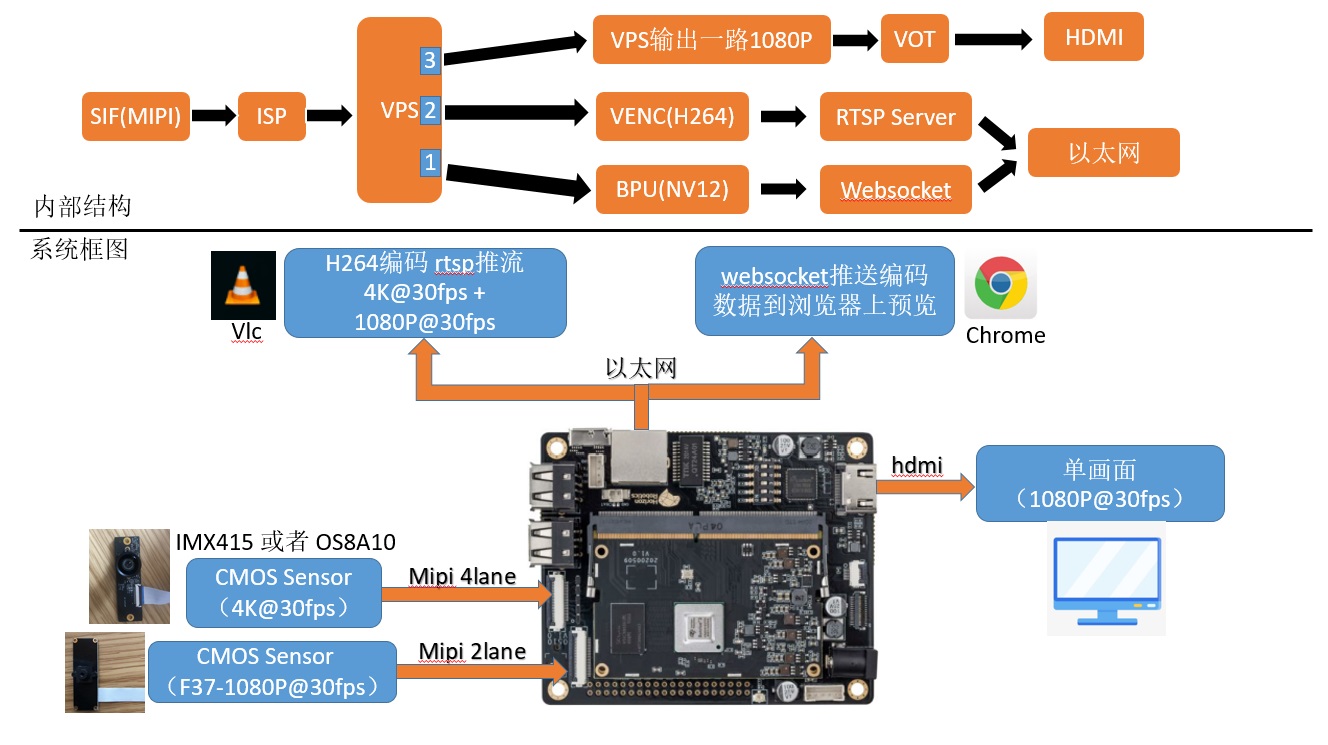 VPS输出一路1080P
VOT
HDMI
3
SIF(MIPI)
ISP
VPS
2
VENC(H264)
RTSP Server
以太网
1
BPU(NV12)
Websocket
内部结构
系统框图
Vlc
H264编码 rtsp推流
4K@30fps +
1080P@30fps
websocket推送编码
数据到浏览器上预览
Chrome
以太网
Horizon
Robotics
hdmi
单画面
（1080P@30fps）
IMX415 或者 OS8A10
CMOS Sensor
（4K@30fps）
Mipi 4lane
CMOS Sensor
（F37-1080P@30fps）
Mipi 2lane
20200509
V1.0